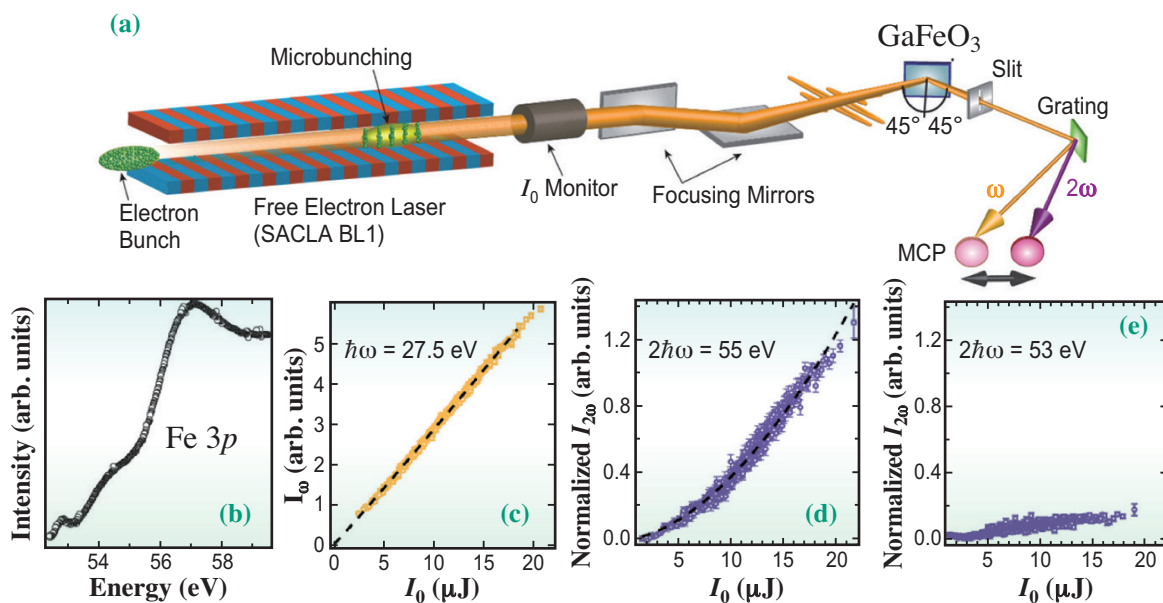 (a)
Microbunching
GaFeO₃
Slit
Grating
45° 45°
I₀ Monitor
Focusing Mirrors
Electron
Bunch
Free Electron Laser
(SACLA BL1)
ω
2ω
MCP
Intensity (arb. units)
Fe 3p
(b)
54 56 58
Energy (eV)
I_ω (arb. units)
5
4
3
2
1
0
ħω = 27.5 eV
(c)
0 5 10 15 20
I₀ (μJ)
Normalized I₂ω (arb. units)
1.2
0.8
0.4
0.0
2ħω = 55 eV
(d)
5 10 15 20
I₀ (μJ)
Normalized I₂ω (arb. units)
1.2
0.8
0.4
0.0
(e)
2ħω = 53 eV
5 10 15 20
I₀ (μJ)